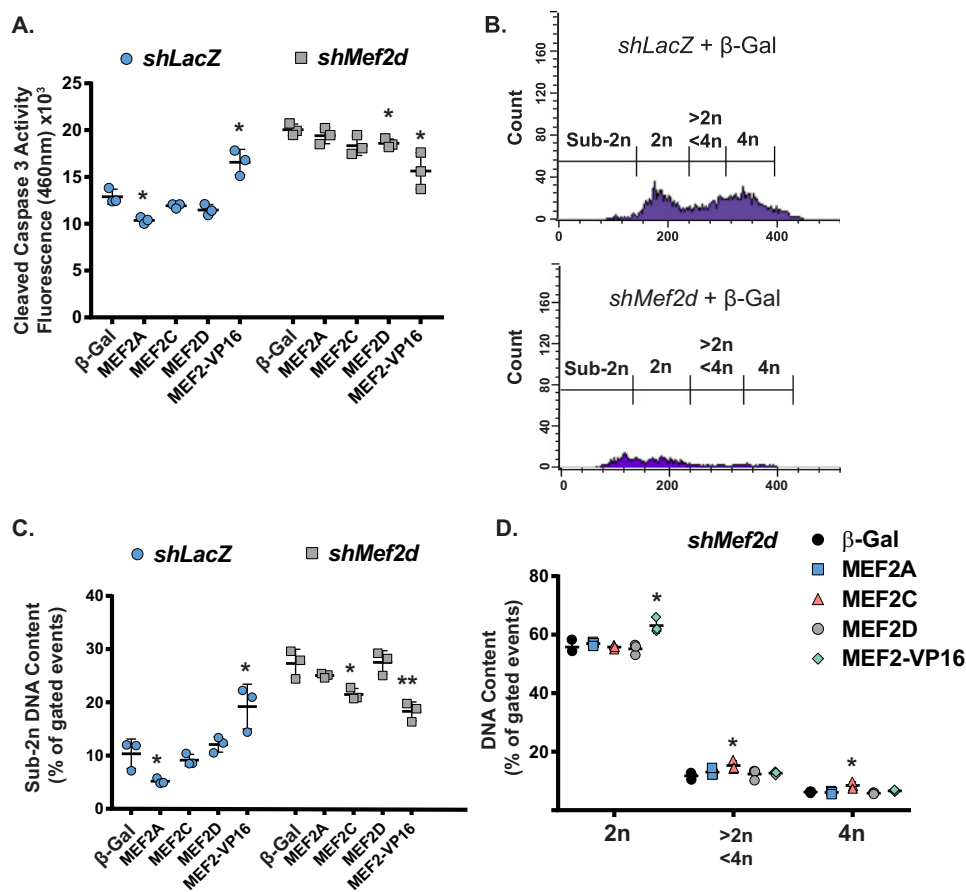 A.
shLacZ shMef2d
Cleaved Caspase 3 Activity
Fluorescence (460nm) x10³
25
20
15
10
5
0
* * * *
β-Gal MEF2A MEF2C MEF2D MEF2-VP16 β-Gal MEF2A MEF2C MEF2D MEF2-VP16
B.
shLacZ + β-Gal
Count
160
120
80
40
0
Sub-2n 2n >2n <4n 4n
0 200 400
shMef2d + β-Gal
Count
160
120
80
40
0
Sub-2n 2n >2n <4n 4n
0 200 400
C.
shLacZ shMef2d
Sub-2n DNA Content
(% of gated events)
40
30
20
10
0
* * * **
β-Gal MEF2A MEF2C MEF2D MEF2-VP16 β-Gal MEF2A MEF2C MEF2D MEF2-VP16
D.
shMef2d
β-Gal
MEF2A
MEF2C
MEF2D
MEF2-VP16
DNA Content
(% of gated events)
80
60
40
20
* * *
2n >2n 4n
<4n